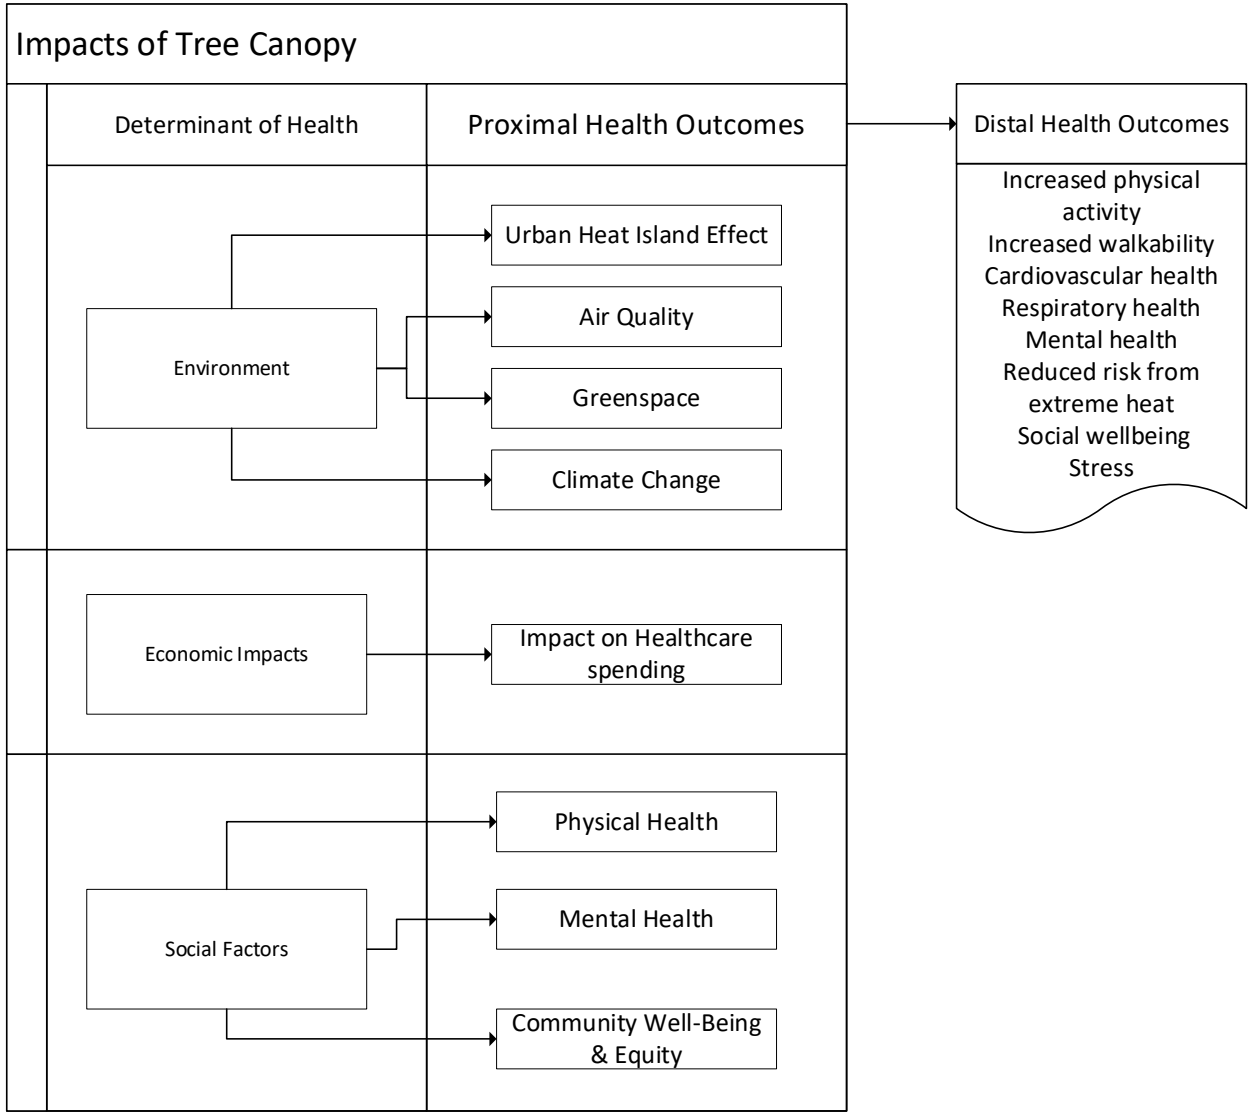 Impacts of Tree Canopy
Determinant of Health
Proximal Health Outcomes
Distal Health Outcomes
Increased physical
activity
Increased walkability
Cardiovascular health
Respiratory health
Mental health
Reduced risk from
extreme heat
Social wellbeing
Stress
Environment
Urban Heat Island Effect
Air Quality
Greenspace
Climate Change
Economic Impacts
Impact on Healthcare
spending
Social Factors
Physical Health
Mental Health
Community Well-Being
& Equity